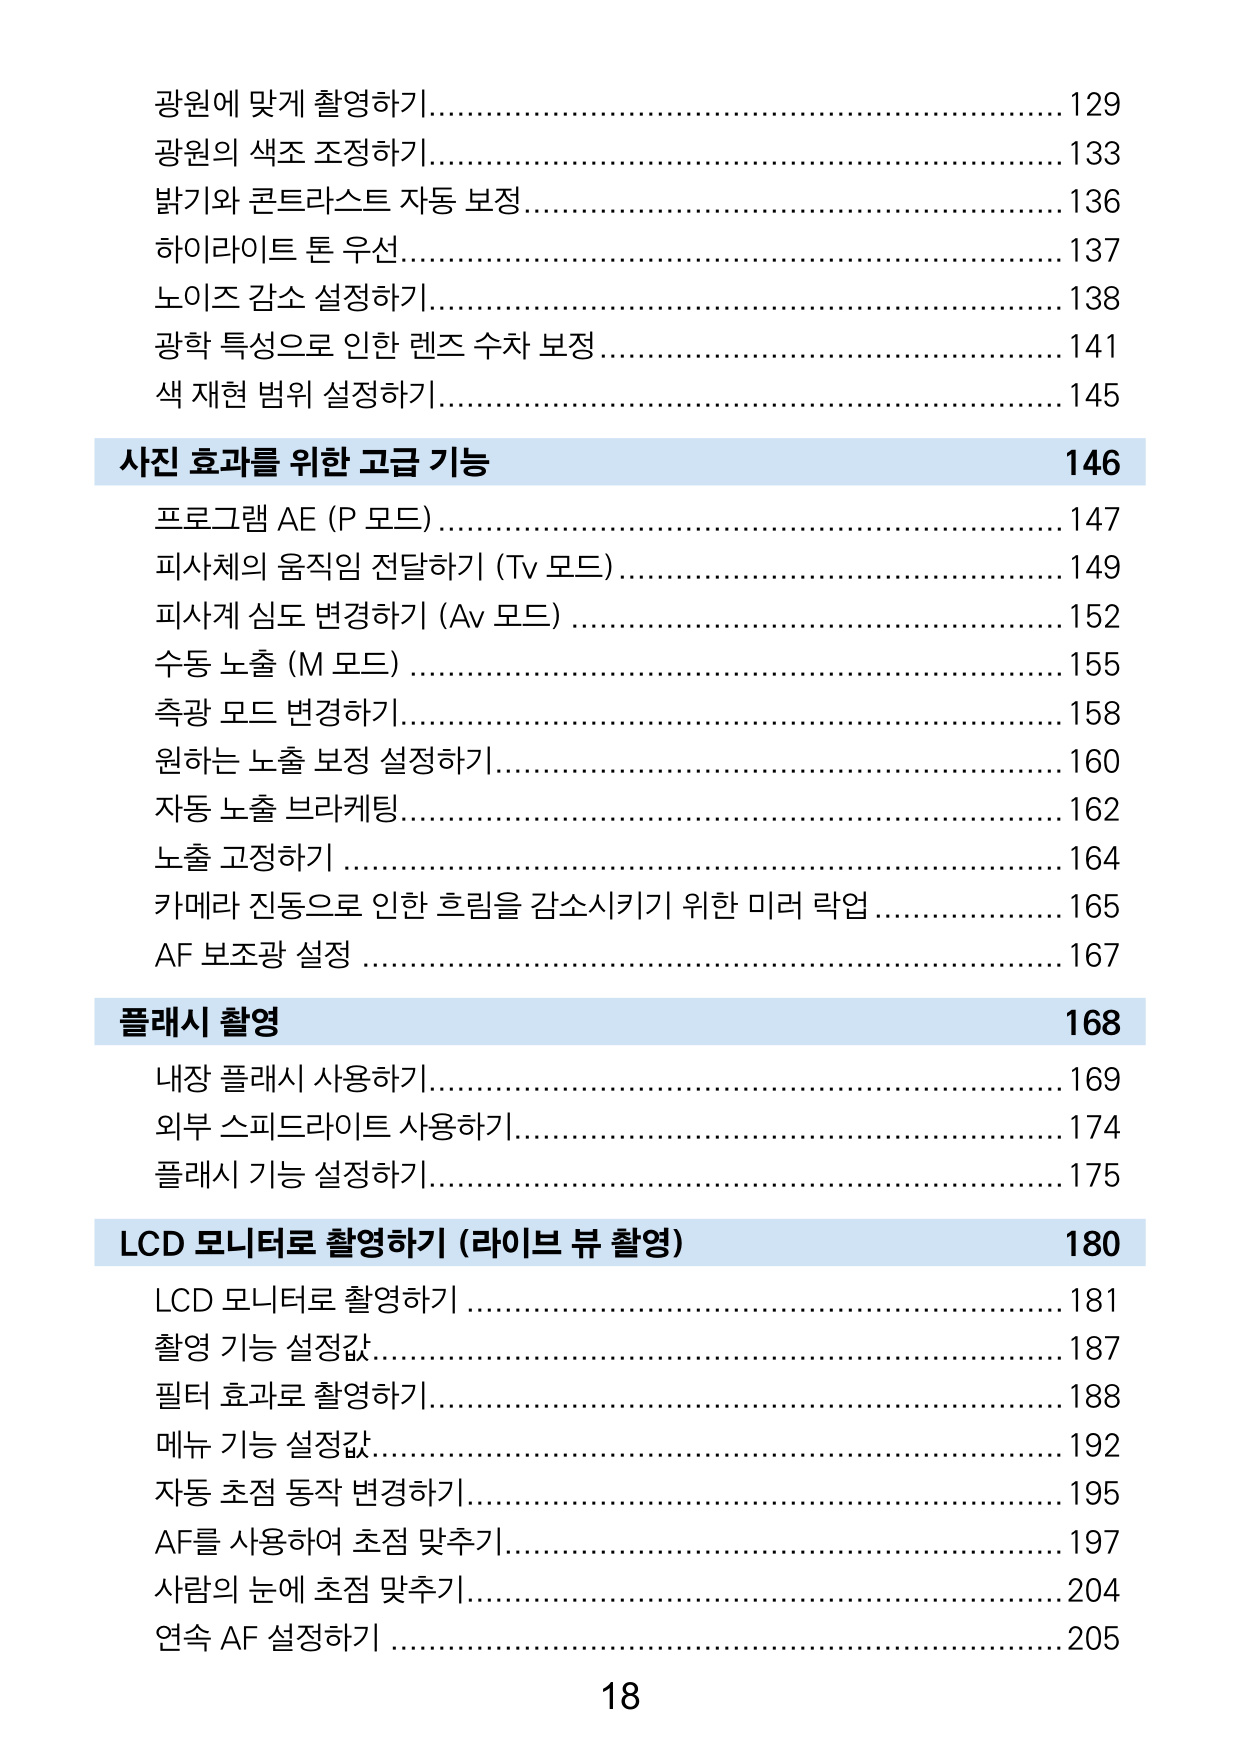 광원에 맞게 촬영하기.................................................................. 129
광원의 색조 조정하기.................................................................. 133
밝기와 콘트라스트 자동 보정........................................................ 136
하이라이트 톤 우선..................................................................... 137
노이즈 감소 설정하기.................................................................. 138
광학 특성으로 인한 렌즈 수차 보정................................................ 141
색 재현 범위 설정하기................................................................. 145
사진 효과를 위한 고급 기능 146
프로그램 AE (P 모드) ................................................................. 147
피사체의 움직임 전달하기 (Tv 모드).............................................. 149
피사계 심도 변경하기 (Av 모드) ................................................... 152
수동 노출 (M 모드) .................................................................... 155
측광 모드 변경하기..................................................................... 158
원하는 노출 보정 설정하기........................................................... 160
자동 노출 브라케팅..................................................................... 162
노출 고정하기 ........................................................................... 164
카메라 진동으로 인한 흐림을 감소시키기 위한 미러 락업 .................... 165
AF 보조광 설정 ......................................................................... 167
플래시 촬영 168
내장 플래시 사용하기.................................................................. 169
외부 스피드라이트 사용하기......................................................... 174
플래시 기능 설정하기.................................................................. 175
LCD 모니터로 촬영하기 (라이브 뷰 촬영) 180
LCD 모니터로 촬영하기 .............................................................. 181
촬영 기능 설정값........................................................................ 187
필터 효과로 촬영하기.................................................................. 188
메뉴 기능 설정값........................................................................ 192
자동 초점 동작 변경하기.............................................................. 195
AF를 사용하여 초점 맞추기.......................................................... 197
사람의 눈에 초점 맞추기.............................................................. 204
연속 AF 설정하기 ...................................................................... 205
18